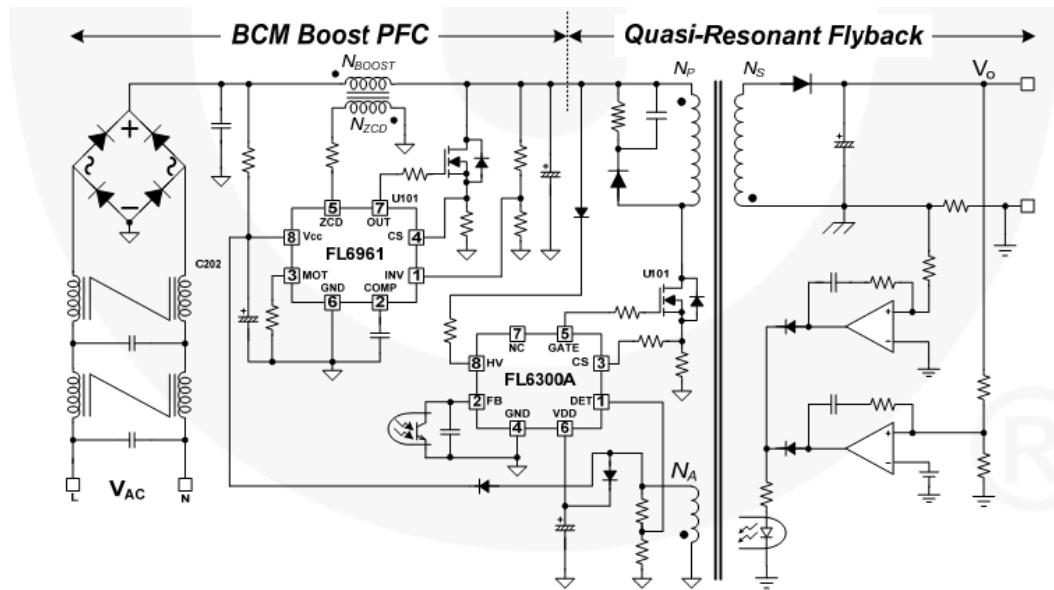 BCM Boost PFC
Quasi-Resonant Flyback
N_BOOST
N_P
N_S
V_o
N_ZCD
+
~
~
−
U101
5
7
ZCD
OUT
8
Vcc
CS
4
FL6961
C202
3
MOT
INV
1
GND
COMP
6
2
U101
7
5
NC
GATE
8
HV
CS
3
FL6300A
2
FB
DET
1
GND
VDD
4
6
N_A
L
V_AC
N
+
-
+
-
®